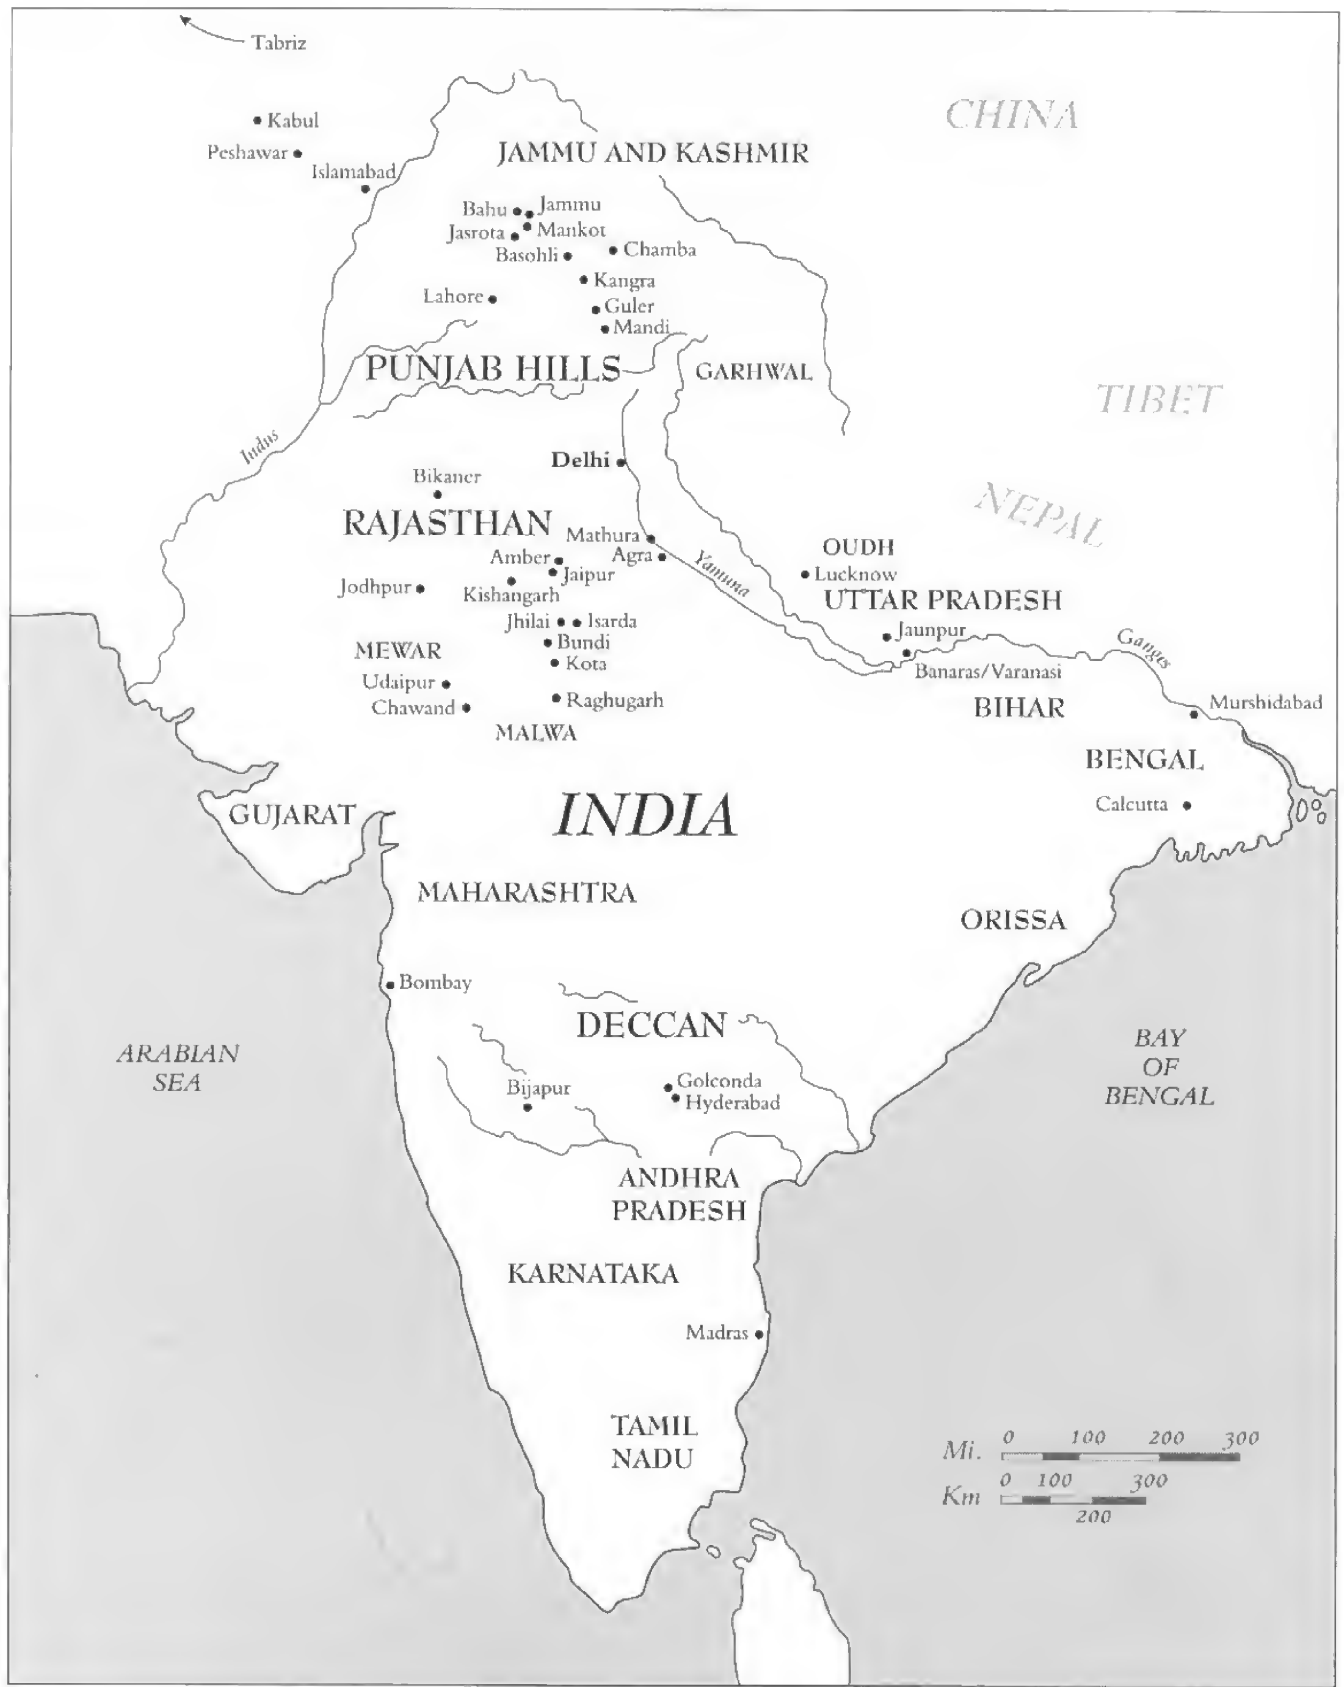 Tabriz
CHINA
Kabul
Peshawar
Islamabad
JAMMU AND KASHMIR
Bahu
Jammu
Jasrota
Mankot
Basohli
Chamba
Kangra
Lahore
Guler
Mandi
PUNJAB HILLS
GARHWAL
TIBET
Indus
Delhi
Bikaner
NEPAL
RAJASTHAN
Mathura
OUDH
Amber
Agra
Yamuna
Lucknow
Jaipur
Jodhpur
Kishangarh
UTTAR PRADESH
Jhilai
Isarda
Jaunpur
Ganges
Bundi
MEWAR
Kota
Banaras/Varanasi
Udaipur
Chawand
Raghugarh
BIHAR
Murshidabad
MALWA
BENGAL
Calcutta
GUJARAT
INDIA
MAHARASHTRA
ORISSA
Bombay
DECCAN
ARABIAN
SEA
BAY
OF
BENGAL
Bijapur
Golconda
Hyderabad
ANDHRA
PRADESH
KARNATAKA
Madras
TAMIL
NADU
Mi. 0 100 200 300
Km 0 100 300
200